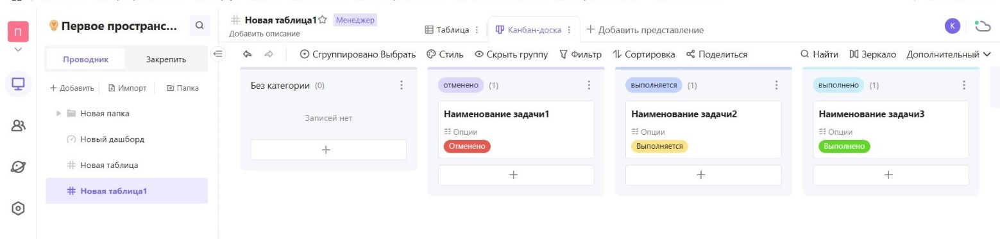 П
Первое пространс...
Проводник
Закрепить
Добавить
Импорт
Папка
Новая папка
Новый дашборд
Новая таблица
Новая таблица1
Новая таблица1
Менеджер
Добавить описание
Таблица
Канбан-доска
Добавить представление
К
Сгруппировано Выбрать
Стиль
Скрыть группу
Фильтр
Сортировка
Поделиться
Найти
Зеркало
Дополнительный
Без категории (0)
Записей нет
отменено (1)
Наименование задачи1
Опции
Отменено
выполняется (1)
Наименование задачи2
Опции
Выполняется
выполнено (1)
Наименование задачи3
Опции
Выполнено